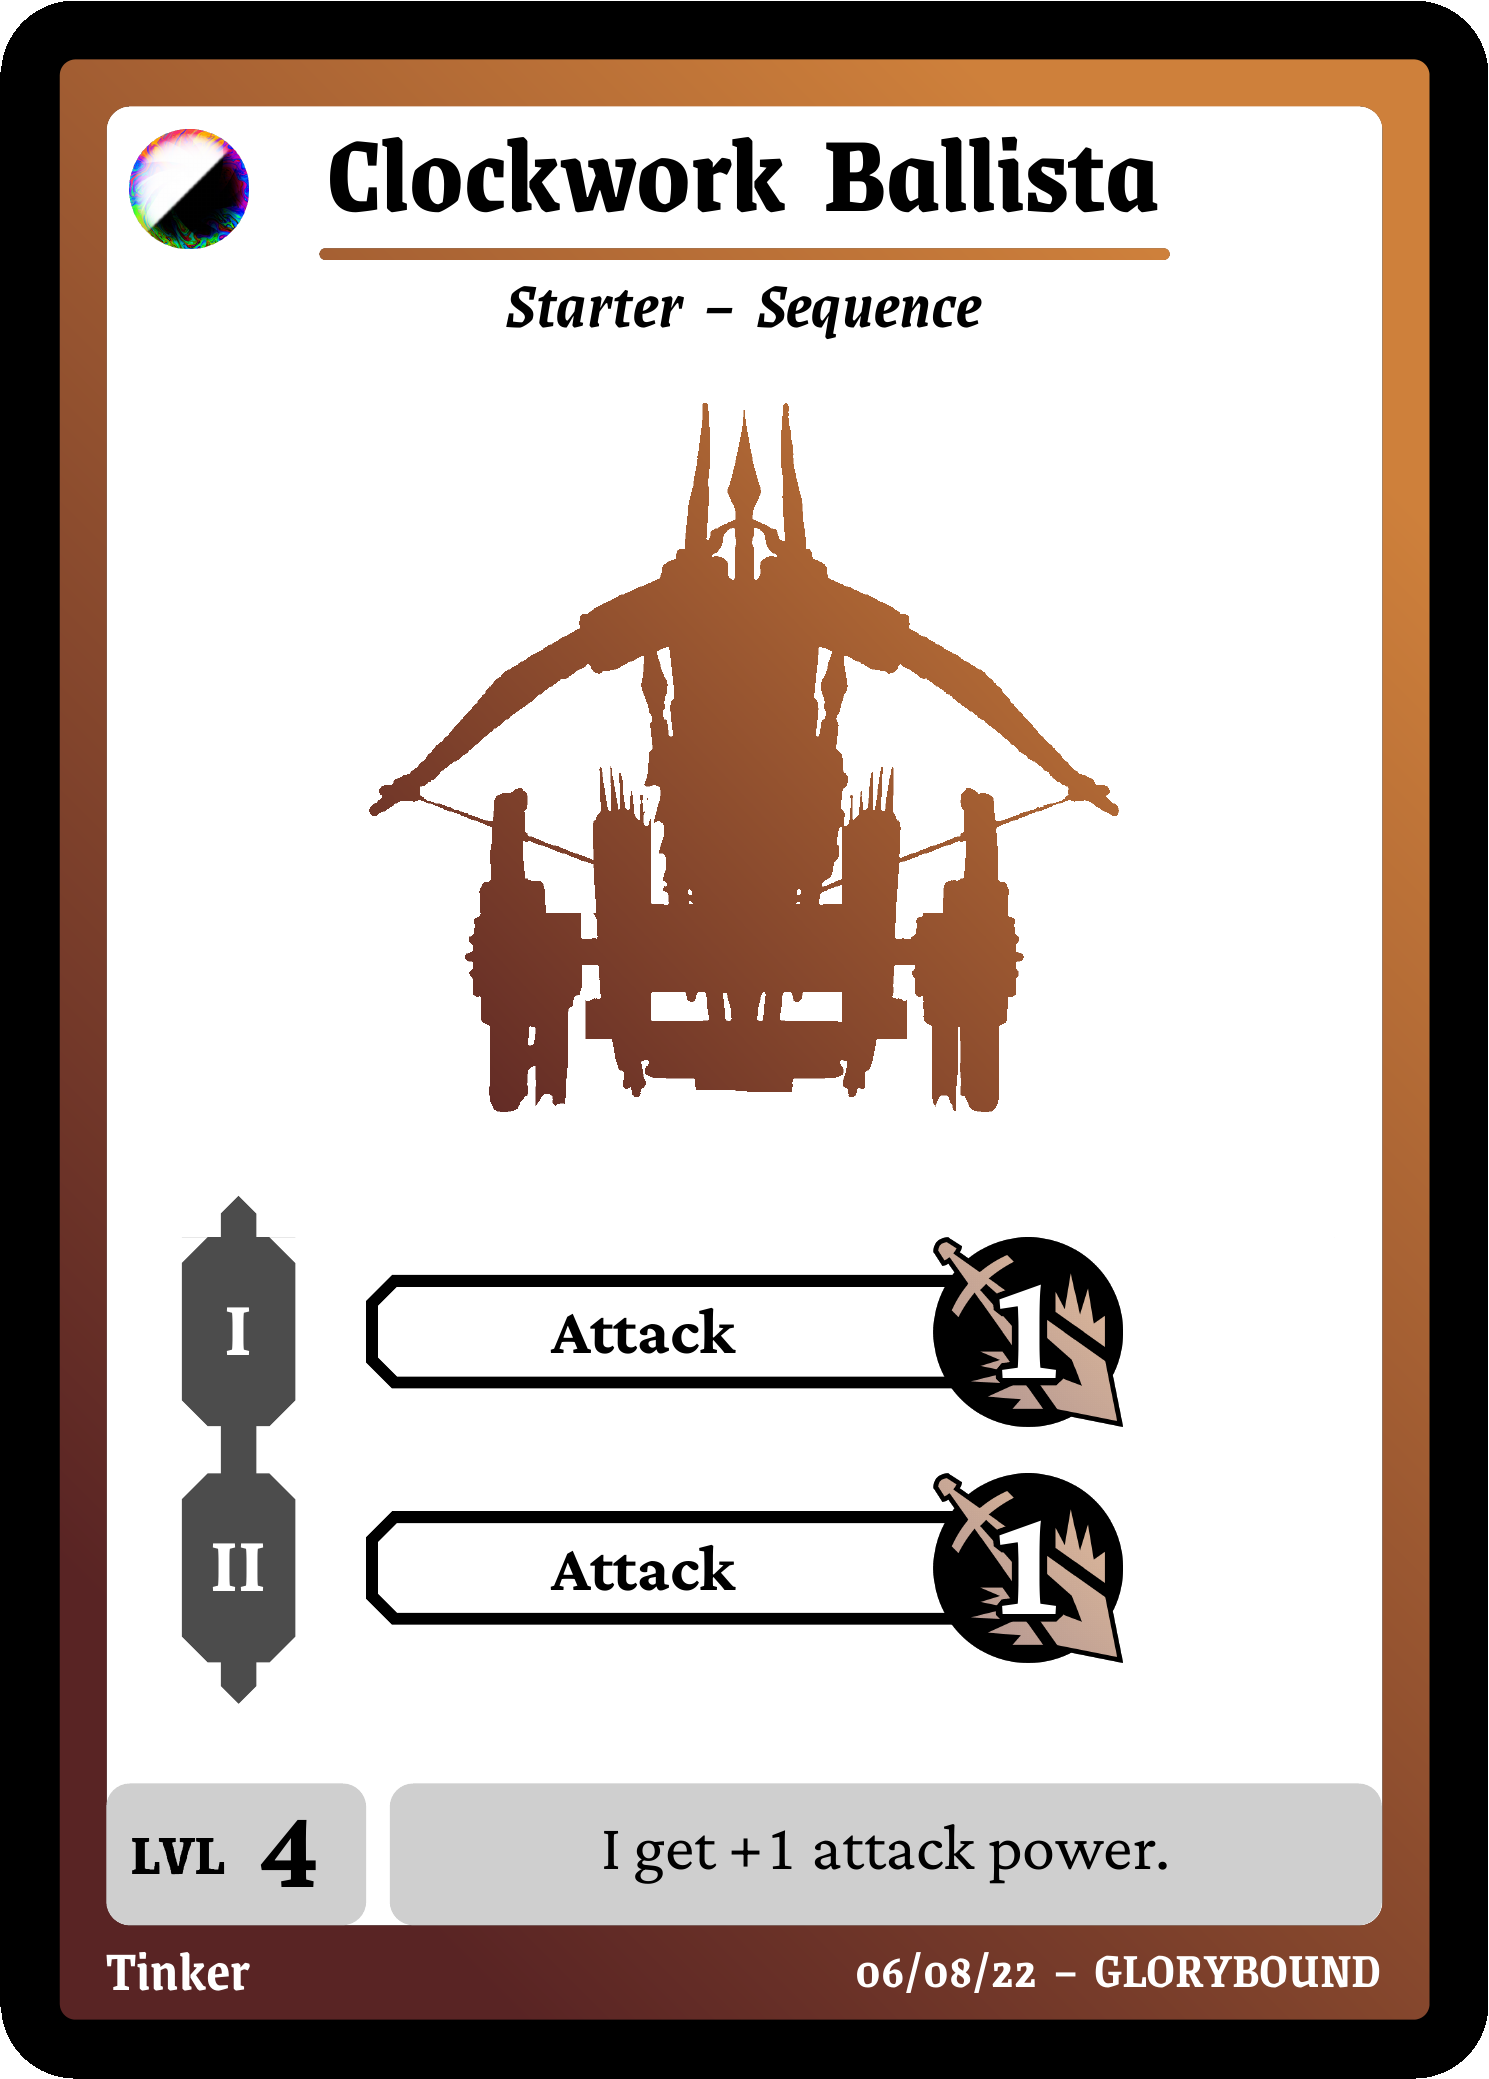 Clockwork Ballista
Starter – Sequence
I
Attack
1
II
Attack
1
LVL 4
I get +1 attack power.
Tinker
06/08/22 – GLORYBOUND